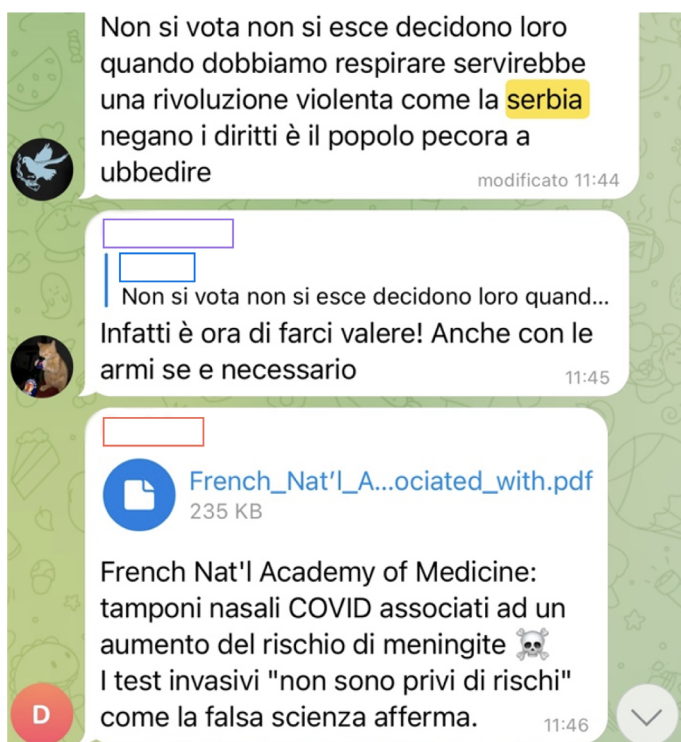 Non si vota non si esce decidono loro
quando dobbiamo respirare servirebbe
una rivoluzione violenta come la serbia
negano i diritti è il popolo pecora a
ubbedire
modificato 11:44
Non si vota non si esce decidono loro quand...
Infatti è ora di farci valere! Anche con le
armi se e necessario
11:45
French_Nat’l_A...ociated_with.pdf
235 KB
French Nat'l Academy of Medicine:
tamponi nasali COVID associati ad un
aumento del rischio di meningite ☠️
I test invasivi "non sono privi di rischi"
come la falsa scienza afferma.
11:46
D